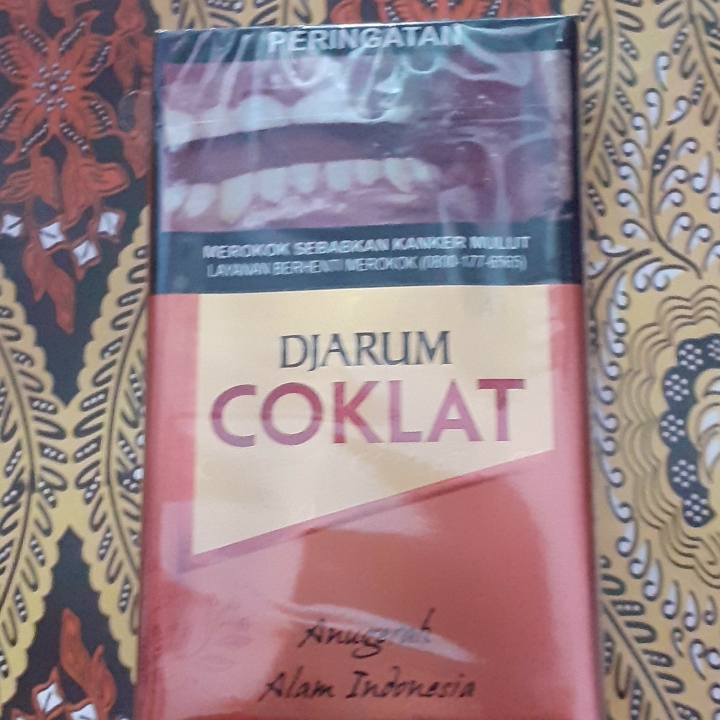 PERINGATAN
MEROKOK SEBABKAN KANKER MULUT
LAYANAN BERHENTI MEROKOK (0800-177-6565)
DJARUM
COKLAT
Anugerah
Alam Indonesia